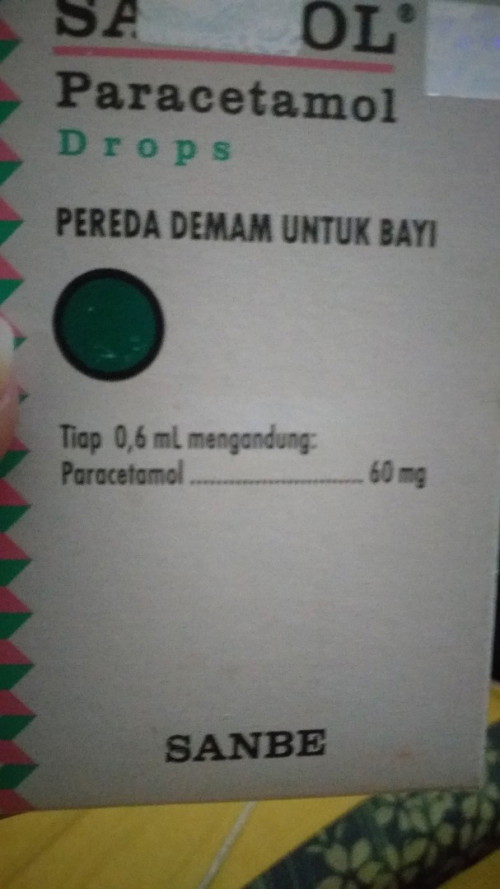 Paracetamol
Drops
PEREDA DEMAM UNTUK BAYI
Tiap 0,6 mL mengandung:
Paracetamol ............................ 60 mg
SANBE